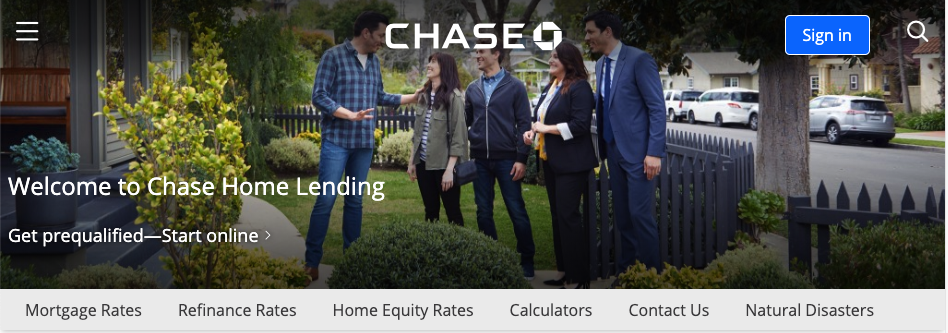 CHASE
Sign in
Welcome to Chase Home Lending
Get prequalified—Start online >
Mortgage Rates
Refinance Rates
Home Equity Rates
Calculators
Contact Us
Natural Disasters